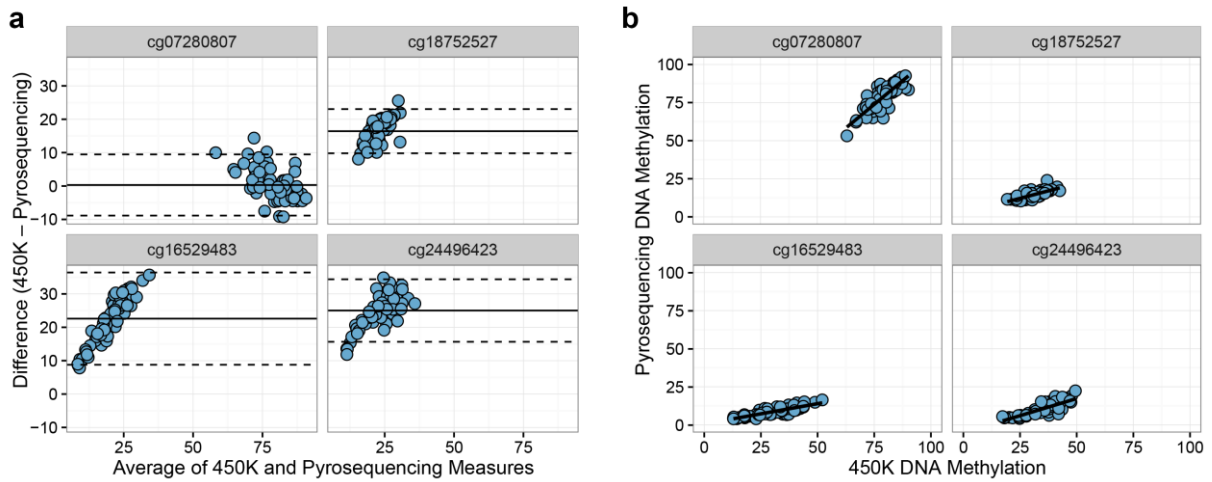 a
cg07280807
cg18752527
cg16529483
cg24496423
Difference (450K – Pyrosequencing)
30
20
10
0
−10
30
20
10
0
−10
25
50
75
25
50
75
Average of 450K and Pyrosequencing Measures
b
cg07280807
cg18752527
cg16529483
cg24496423
Pyrosequencing DNA Methylation
100
75
50
25
0
100
75
50
25
0
0
25
50
75
100
0
25
50
75
100
450K DNA Methylation